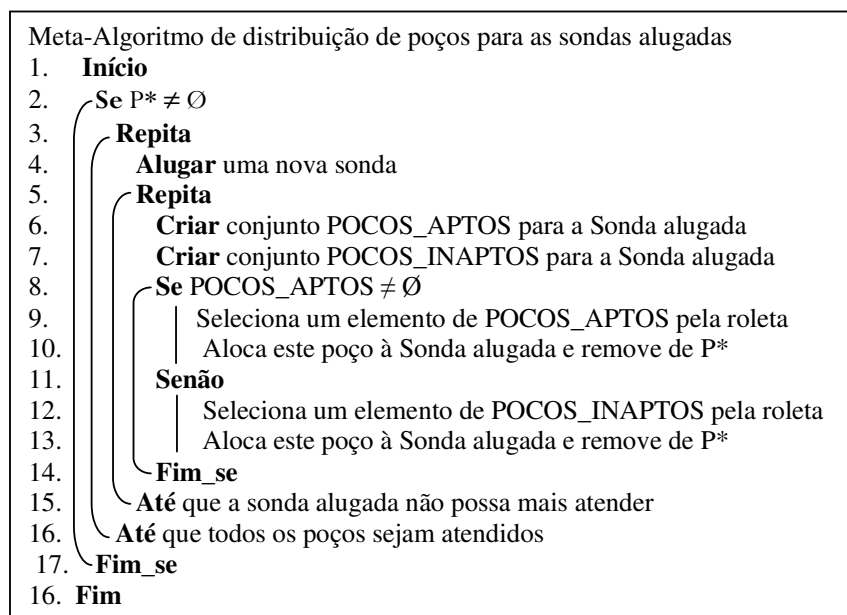 Meta-Algoritmo de distribuição de poços para as sondas alugadas
1. Início
2. Se P* ≠ Ø
3. Repita
4. Alugar uma nova sonda
5. Repita
6. Criar conjunto POCOS_APTOS para a Sonda alugada
7. Criar conjunto POCOS_INAPTOS para a Sonda alugada
8. Se POCOS_APTOS ≠ Ø
9. Seleciona um elemento de POCOS_APTOS pela roleta
10. Aloca este poço à Sonda alugada e remove de P*
11. Senão
12. Seleciona um elemento de POCOS_INAPTOS pela roleta
13. Aloca este poço à Sonda alugada e remove de P*
14. Fim_se
15. Até que a sonda alugada não possa mais atender
16. Até que todos os poços sejam atendidos
17. Fim_se
16. Fim